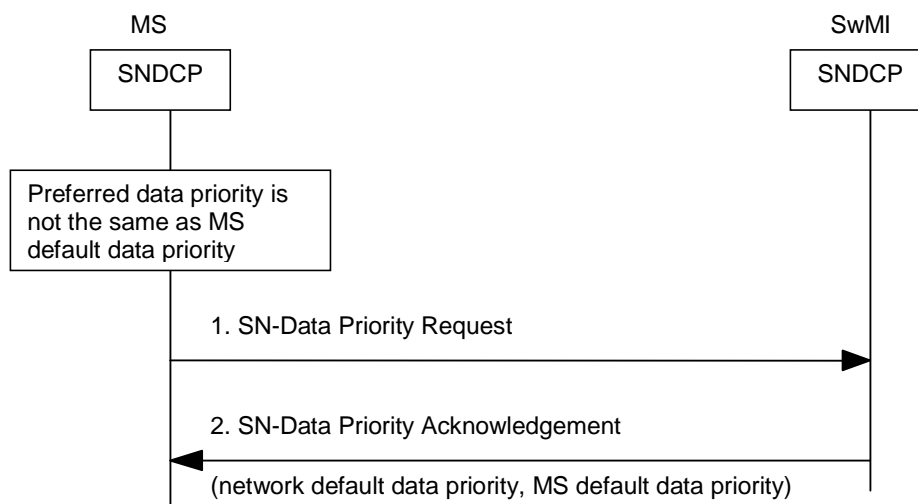 MS
SwMI
SNDCP
SNDCP
Preferred data priority is
not the same as MS
default data priority
1. SN-Data Priority Request
2. SN-Data Priority Acknowledgement
(network default data priority, MS default data priority)